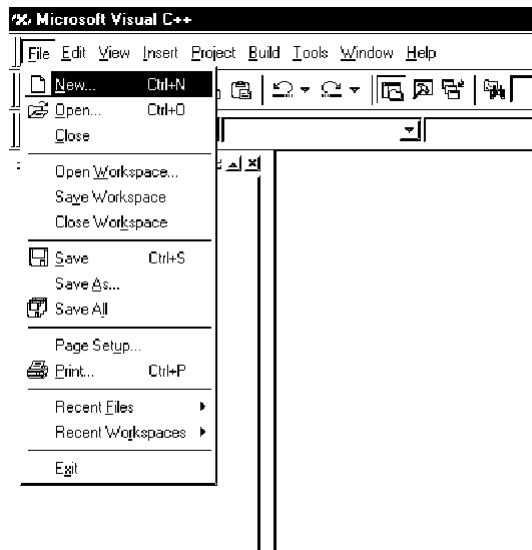 Microsoft Visual C++
File Edit View Insert Project Build Tools Window Help
New... Ctrl+N
Open... Ctrl+O
Close
Open Workspace...
Save Workspace
Close Workspace
Save Ctrl+S
Save As...
Save All
Page Setup...
Print... Ctrl+P
Recent Files
Recent Workspaces
Exit